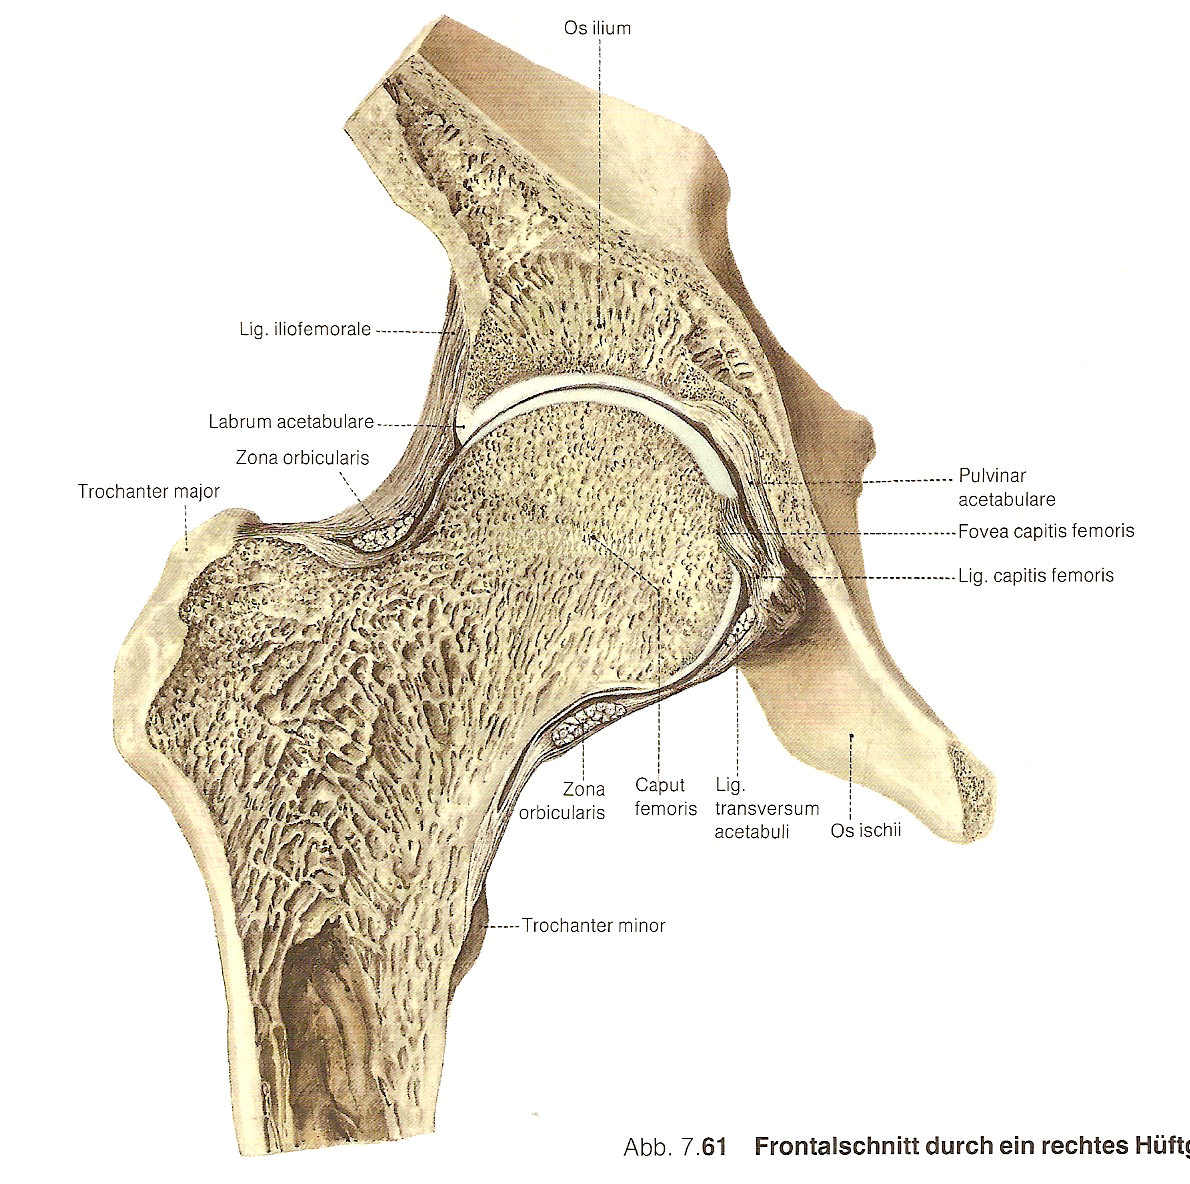 Os ilium
Lig. iliofemorale
Labrum acetabulare
Zona orbicularis
Trochanter major
Pulvinar
acetabulare
Fovea capitis femoris
Lig. capitis femoris
Zona
orbicularis
Caput
femoris
Lig.
transversum
acetabuli
Os ischii
Trochanter minor
Abb. 7.61 Frontalschnitt durch ein rechtes